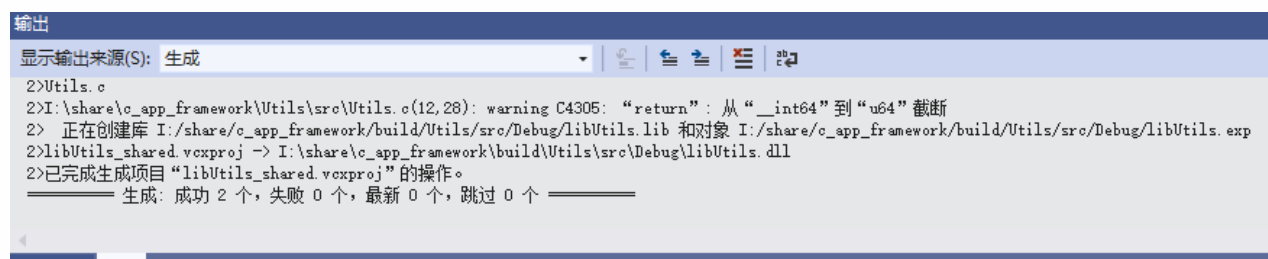 输出
显示输出来源(S): 生成
2>Utils.c
2>I:\share\c_app_framework\Utils\src\Utils.c(12,28): warning C4305: “return”: 从“__int64”到“u64”截断
2>  正在创建库 I:/share/c_app_framework/build/Utils/src/Debug/libUtils.lib 和对象 I:/share/c_app_framework/build/Utils/src/Debug/libUtils.exp
2>libUtils_shared.vcxproj -> I:\share\c_app_framework\build\Utils\src\Debug\libUtils.dll
2>已完成生成项目“libUtils_shared.vcxproj”的操作。
========== 生成: 成功 2 个，失败 0 个，最新 0 个，跳过 0 个 ==========